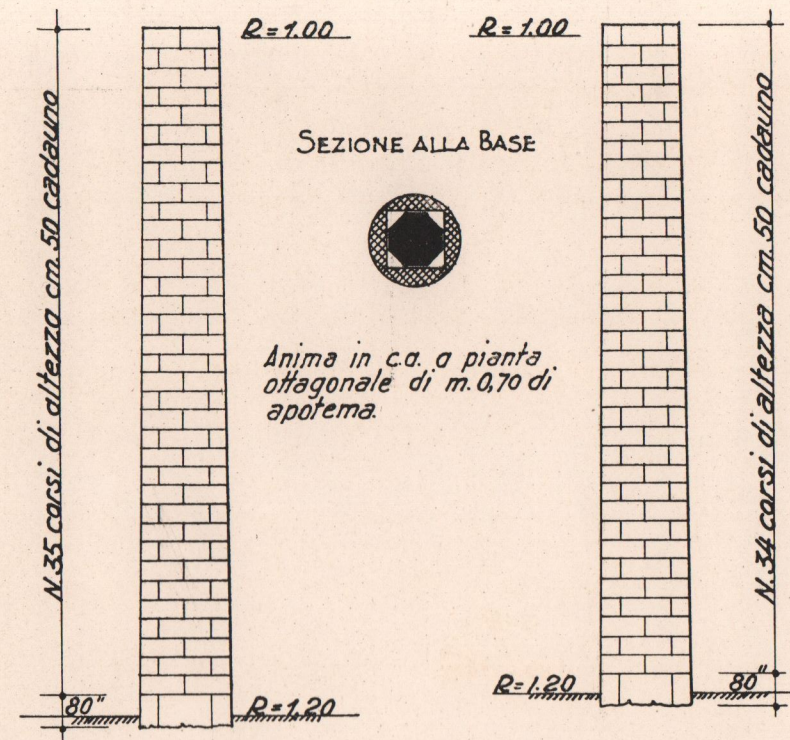 R=1.00
R=1.00
SEZIONE ALLA BASE
Anima in c.a. a pianta
ottagonale di m. 0,70 di
apotema.
N.35 corsi di altezza cm.50 cadauno
N.34 corsi di altezza cm.50 cadauno
80"
R=1.20
R=1.20
80"